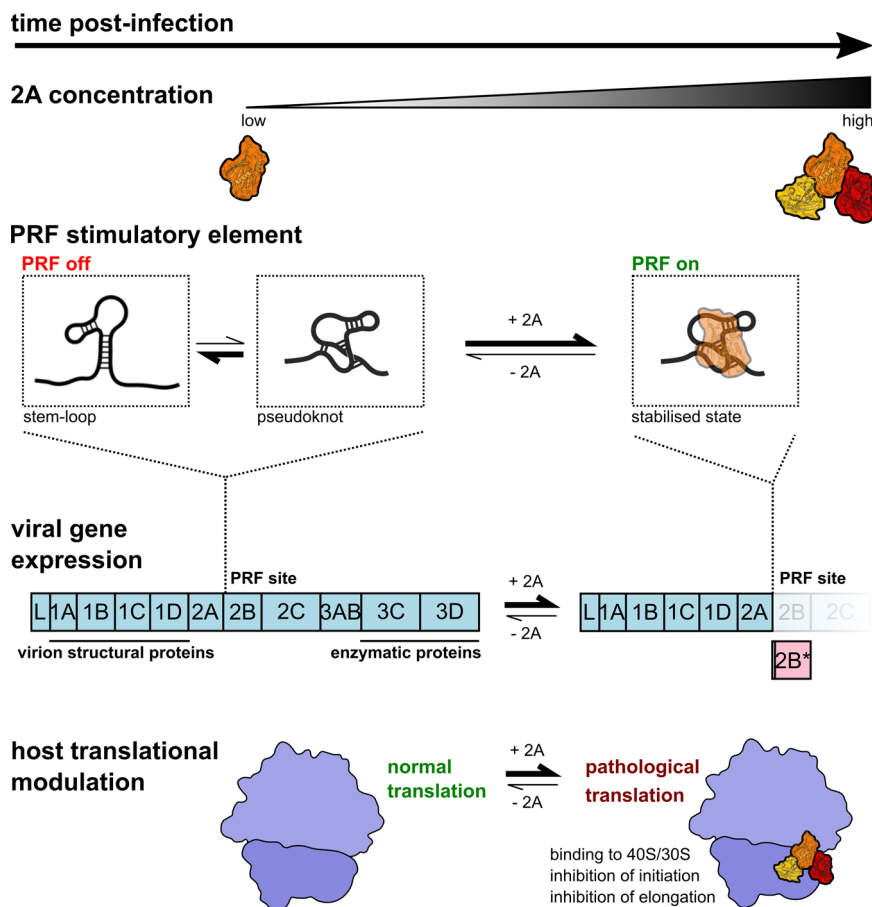 time post-infection
2A concentration
low
high
PRF stimulatory element
PRF off
PRF on
+ 2A
- 2A
stem-loop
pseudoknot
stabilised state
viral gene
expression
PRF site
L 1A 1B 1C 1D 2A 2B 2C 3AB 3C 3D
virion structural proteins
enzymatic proteins
+ 2A
- 2A
PRF site
L 1A 1B 1C 1D 2A 2B 2C
2B*
host translational
modulation
normal
translation
+ 2A
- 2A
pathological
translation
binding to 40S/30S
inhibition of initiation
inhibition of elongation